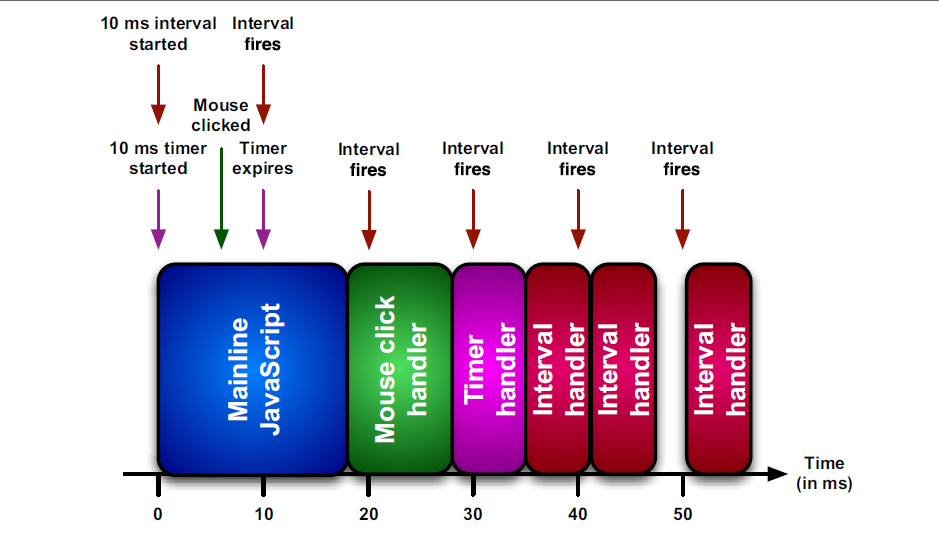 10 ms interval
started
Interval
fires
Mouse
clicked
10 ms timer
started
Timer
expires
Interval
fires
Interval
fires
Interval
fires
Interval
fires
Mainline
JavaScript
Mouse click
handler
Timer
handler
Interval
handler
Interval
handler
Interval
handler
Time
(in ms)
0
10
20
30
40
50